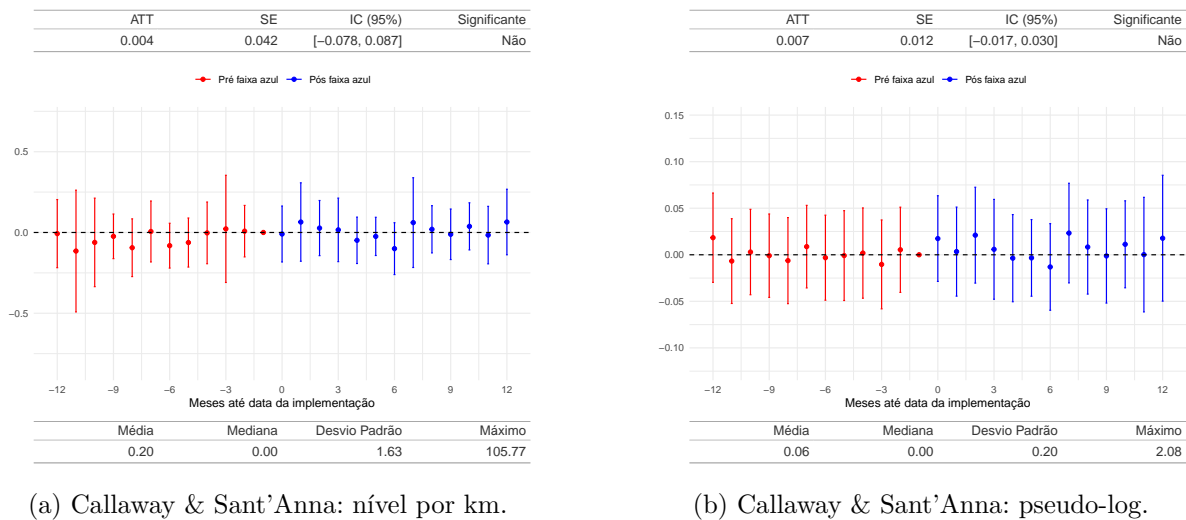 ATT SE IC (95%) Significante
0.004 0.042 [−0.078, 0.087] Não
Pré faixa azul Pós faixa azul
0.5
0.0
−0.5
−12 −9 −6 −3 0 3 6 9 12
Meses até data da implementação
Média Mediana Desvio Padrão Máximo
0.20 0.00 1.63 105.77
(a) Callaway & Sant'Anna: nível por km.
ATT SE IC (95%) Significante
0.007 0.012 [−0.017, 0.030] Não
Pré faixa azul Pós faixa azul
0.15
0.10
0.05
0.00
−0.05
−0.10
−12 −9 −6 −3 0 3 6 9 12
Meses até data da implementação
Média Mediana Desvio Padrão Máximo
0.06 0.00 0.20 2.08
(b) Callaway & Sant'Anna: pseudo-log.